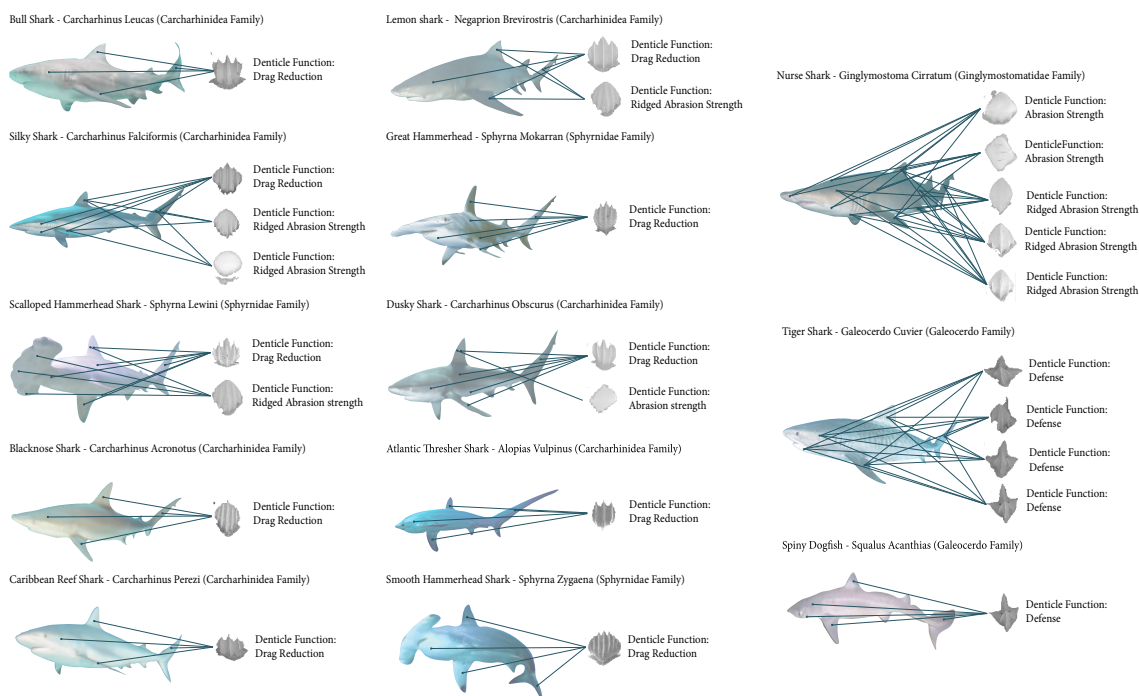 Bull Shark - Carcharhinus Leucas (Carcharhinidea Family)
Denticle Function:
Drag Reduction
Silky Shark - Carcharhinus Falciformis (Carcharhinidea Family)
Denticle Function:
Drag Reduction
Denticle Function:
Ridged Abrasion Strength
Denticle Function:
Ridged Abrasion Strength
Scalloped Hammerhead Shark - Sphyrna Lewini (Sphyrnidae Family)
Denticle Function:
Drag Reduction
Denticle Function:
Ridged Abrasion strength
Blacknose Shark - Carcharhinus Acronotus (Carcharhinidea Family)
Denticle Function:
Drag Reduction
Caribbean Reef Shark - Carcharhinus Perezi (Carcharhinidea Family)
Denticle Function:
Drag Reduction
Lemon shark - Negaprion Brevirostris (Carcharhinidea Family)
Denticle Function:
Drag Reduction
Denticle Function:
Ridged Abrasion Strength
Great Hammerhead - Sphyrna Mokarran (Sphyrnidae Family)
Denticle Function:
Drag Reduction
Dusky Shark - Carcharhinus Obscurus (Carcharhinidea Family)
Denticle Function:
Drag Reduction
Denticle Function:
Abrasion strength
Atlantic Thresher Shark - Alopias Vulpinus (Carcharhinidea Family)
Denticle Function:
Drag Reduction
Smooth Hammerhead Shark - Sphyrna Zygaena (Sphyrnidae Family)
Denticle Function:
Drag Reduction
Nurse Shark - Ginglymostoma Cirratum (Ginglymostomatidae Family)
Denticle Function:
Abrasion Strength
DenticleFunction:
Abrasion Strength
Denticle Function:
Ridged Abrasion Strength
Denticle Function:
Ridged Abrasion Strength
Denticle Function:
Ridged Abrasion Strength
Tiger Shark - Galeocerdo Cuvier (Galeocerdo Family)
Denticle Function:
Defense
Denticle Function:
Defense
Denticle Function:
Defense
Denticle Function:
Defense
Spiny Dogfish - Squalus Acanthias (Galeocerdo Family)
Denticle Function:
Defense